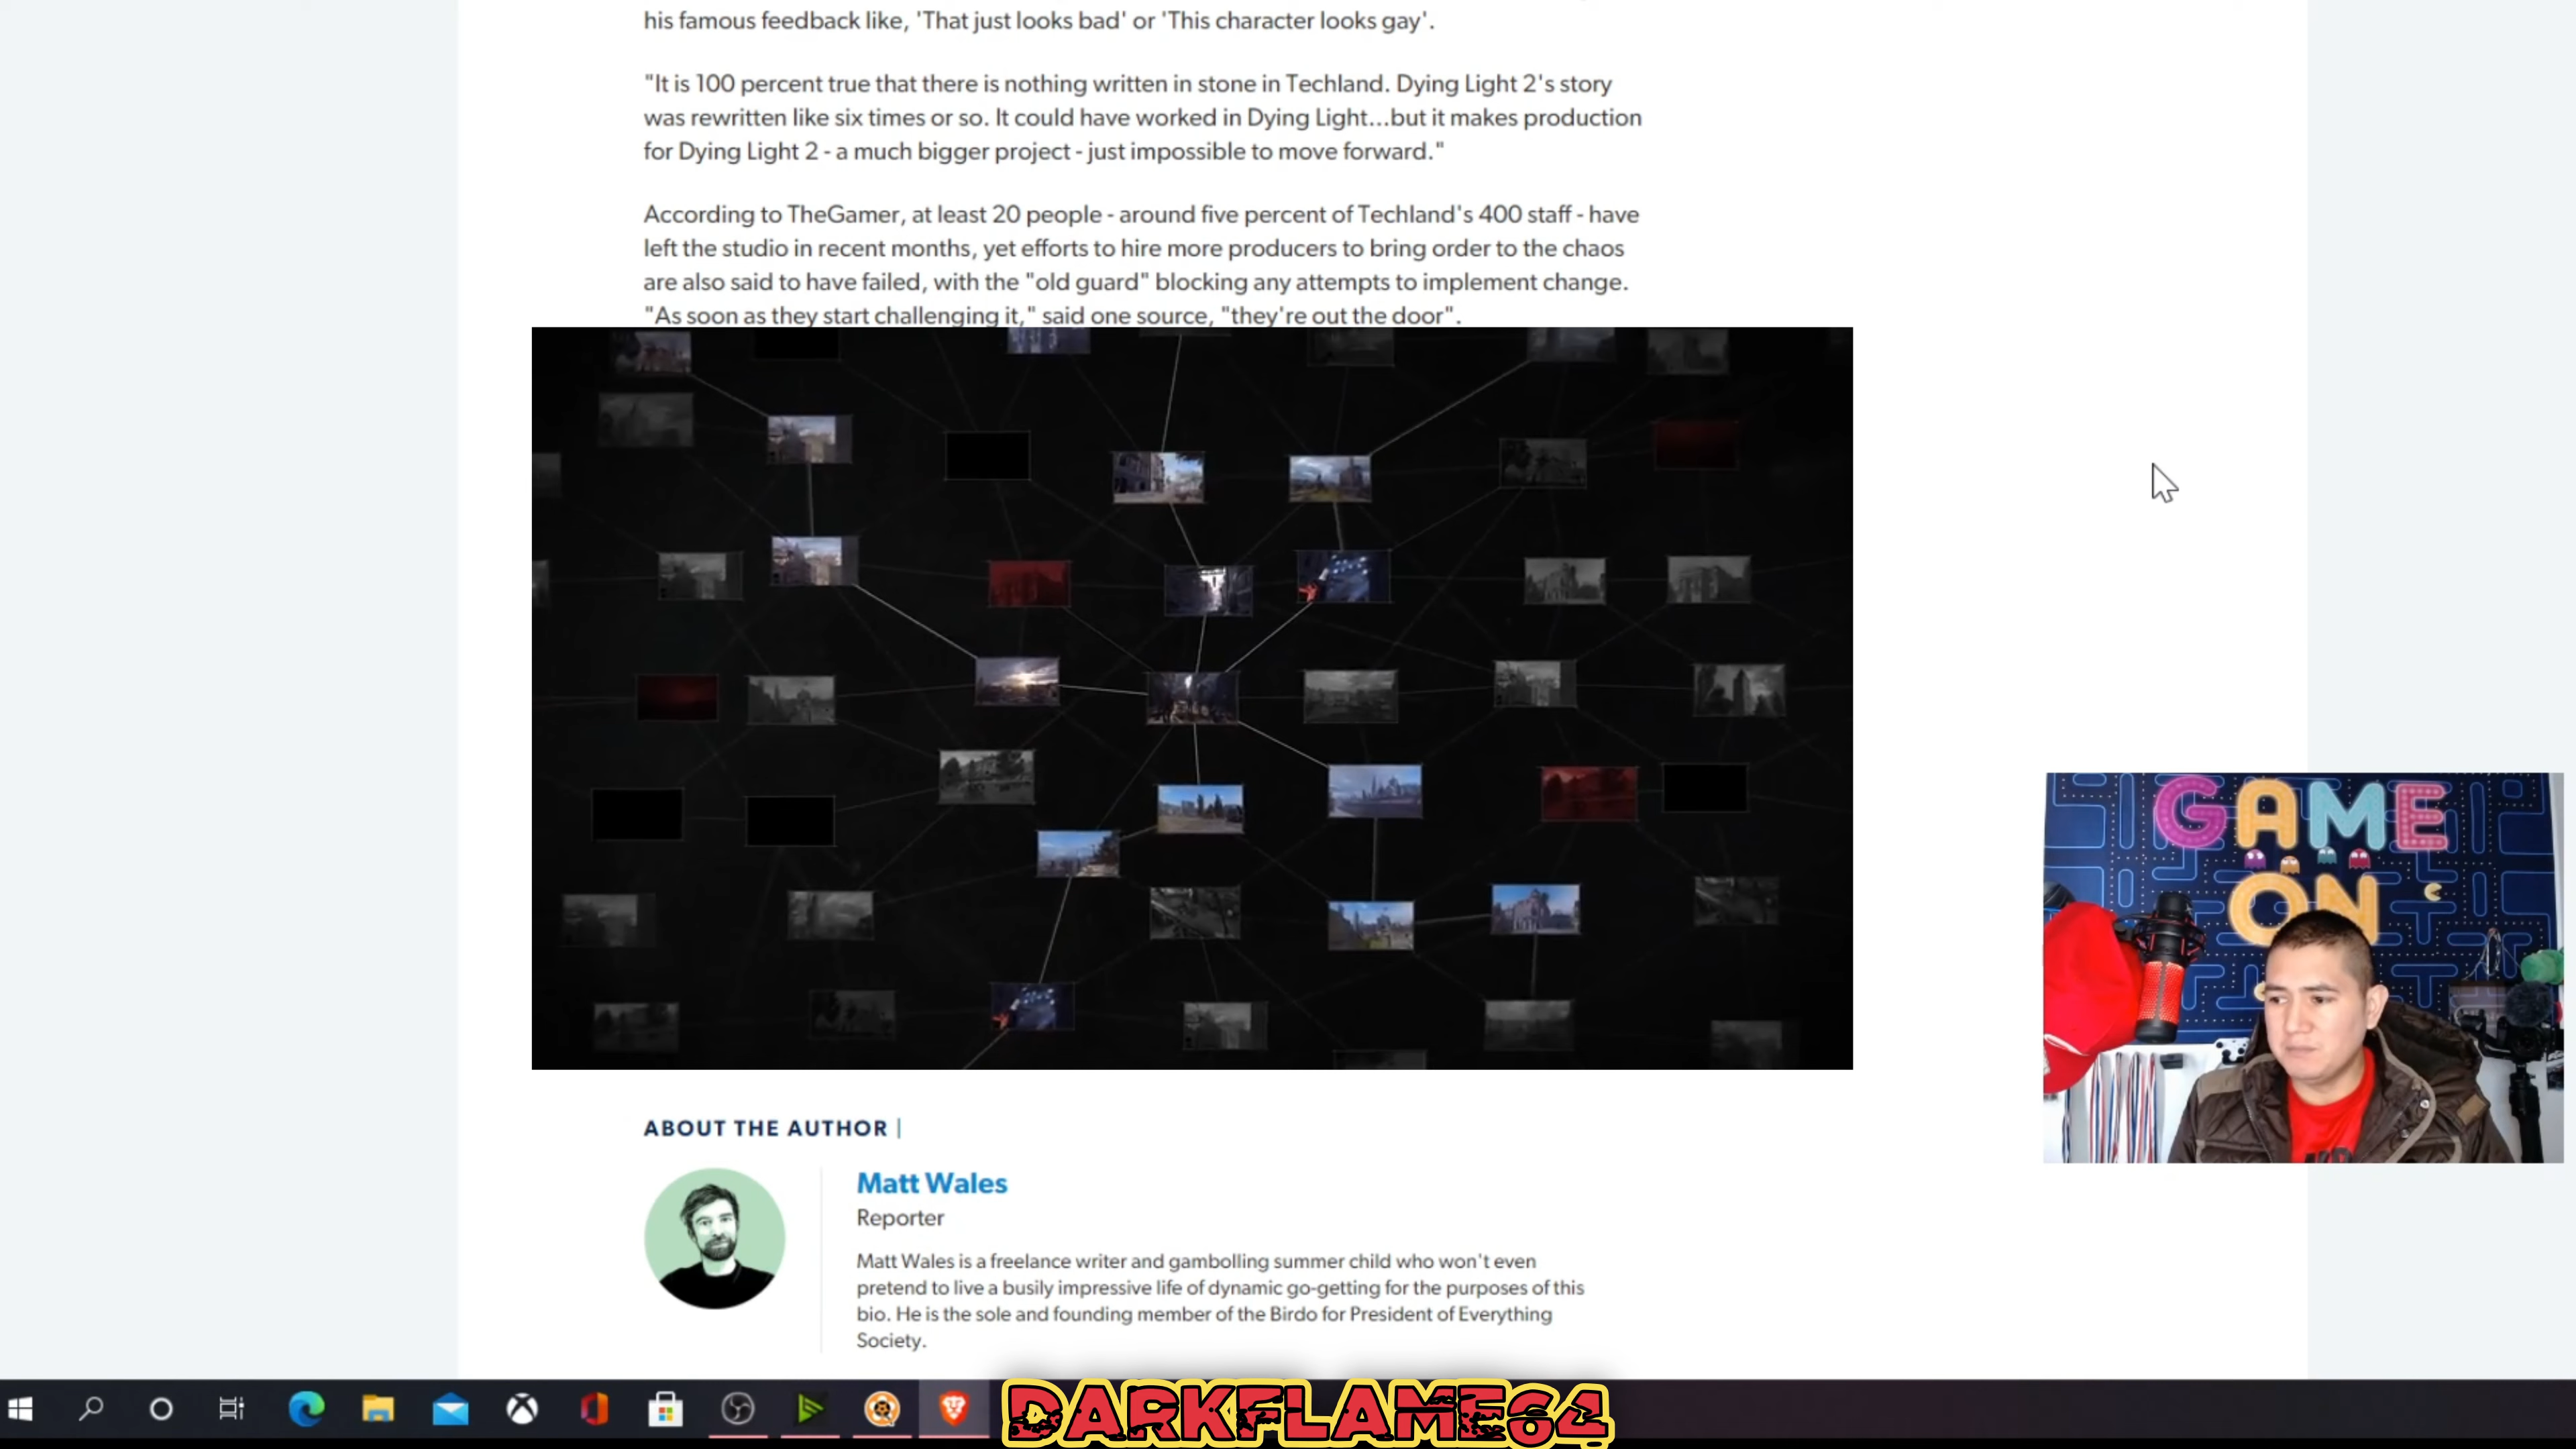 his famous feedback like, 'That just looks bad' or 'This character looks gay'.
"It is 100 percent true that there is nothing written in stone in Techland. Dying Light 2's story
was rewritten like six times or so. It could have worked in Dying Light...but it makes production
for Dying Light 2 - a much bigger project - just impossible to move forward."
According to TheGamer, at least 20 people - around five percent of Techland's 400 staff - have
left the studio in recent months, yet efforts to hire more producers to bring order to the chaos
are also said to have failed, with the "old guard" blocking any attempts to implement change.
"As soon as they start challenging it," said one source, "they're out the door".
GAME
ON
ABOUT THE AUTHOR |
Matt Wales
Reporter
Matt Wales is a freelance writer and gambolling summer child who won't even
pretend to live a busily impressive life of dynamic go-getting for the purposes of this
bio. He is the sole and founding member of the Birdo for President of Everything
Society.
DARKFLAME64